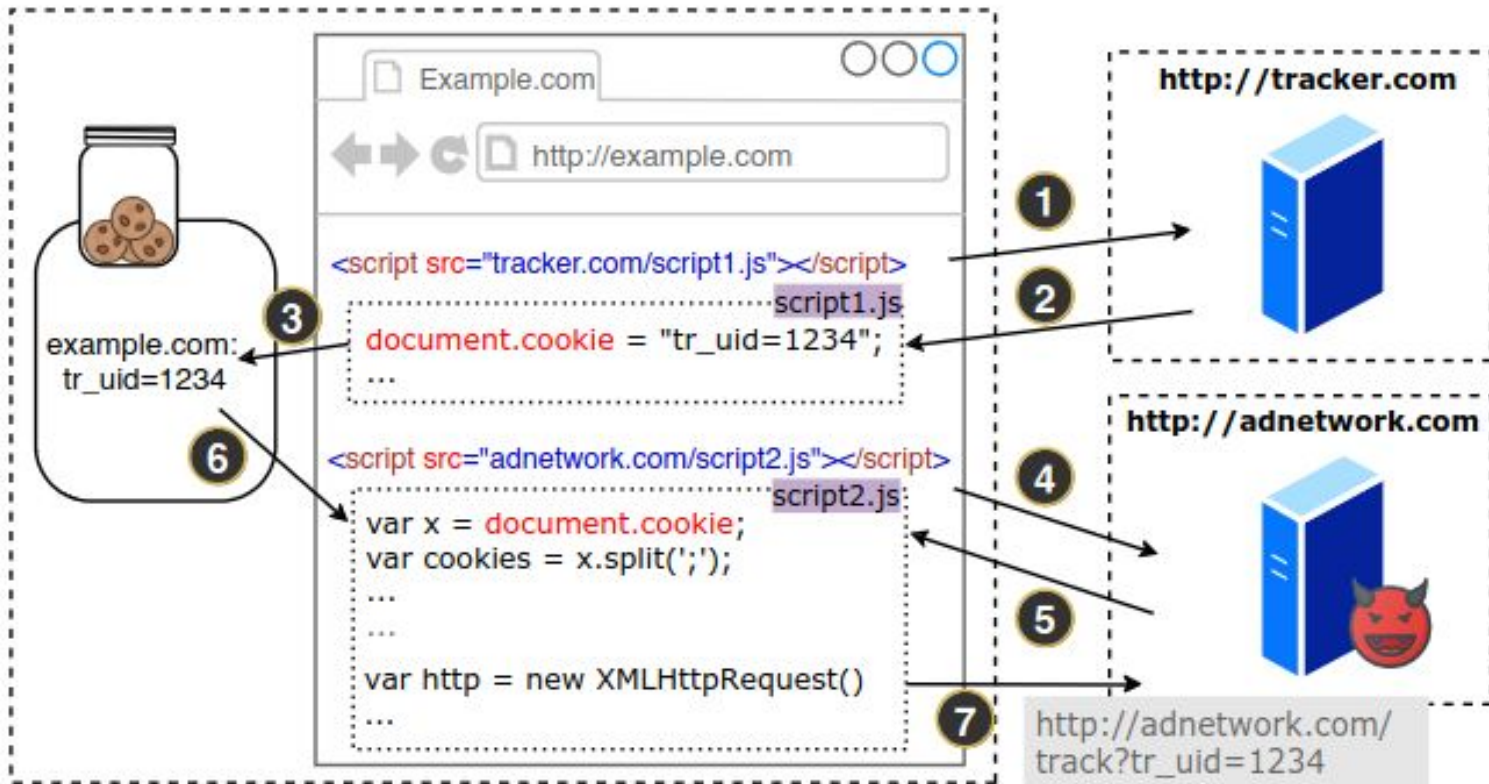 Example.com
http://example.com
http://tracker.com
1
<script src="tracker.com/script1.js"></script>
script1.js
2
3
document.cookie = "tr_uid=1234";
...
example.com:
tr_uid=1234
http://adnetwork.com
6
<script src="adnetwork.com/script2.js"></script>
script2.js
4
var x = document.cookie;
var cookies = x.split(';');
...
...
5
var http = new XMLHttpRequest()
...
7
http://adnetwork.com/
track?tr_uid=1234